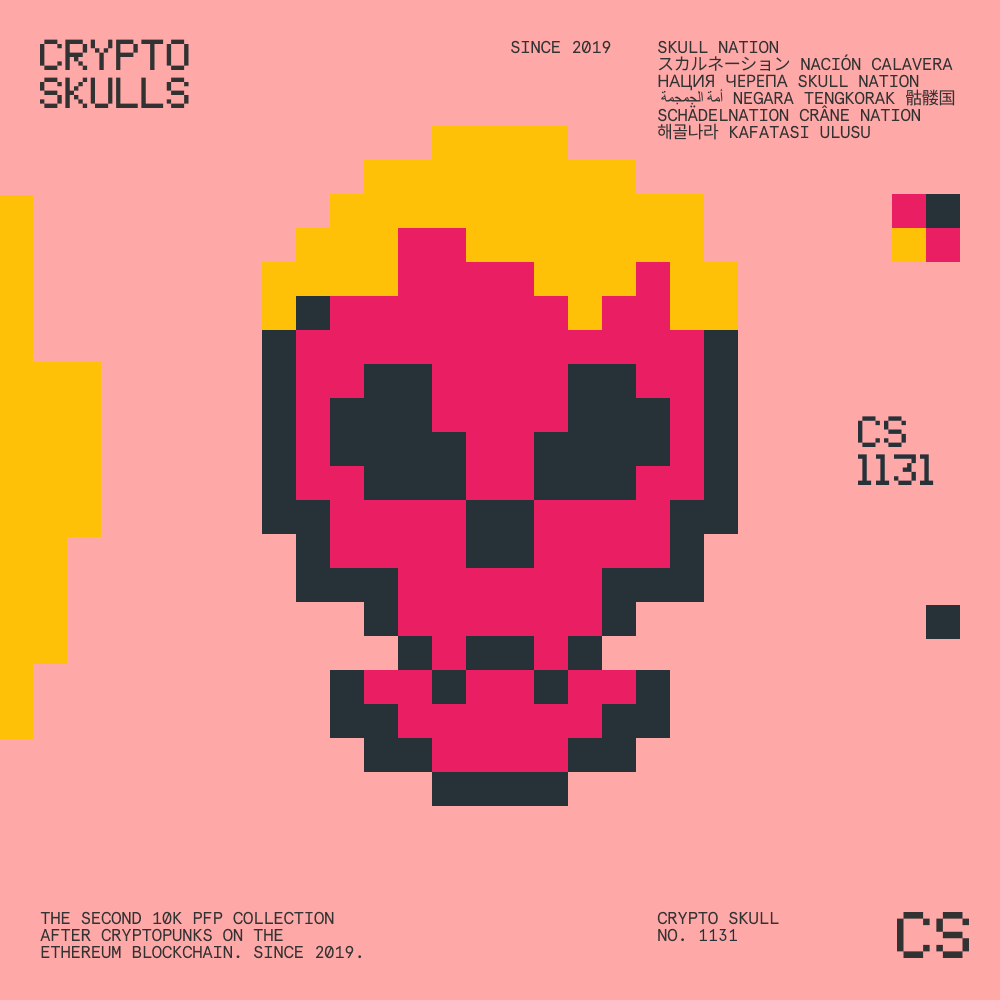 CRYPTO
SKULLS
SINCE 2019
SKULL NATION
スカルネーション NACIÓN CALAVERA
НАЦИЯ ЧЕРЕПА SKULL NATION
أمة الجمجمة NEGARA TENGKORAK 骷髅国
SCHÄDELNATION CRÂNE NATION
해골나라 KAFATASI ULUSU
CS
1131
THE SECOND 10K PFP COLLECTION
AFTER CRYPTOPUNKS ON THE
ETHEREUM BLOCKCHAIN. SINCE 2019.
CRYPTO SKULL
NO. 1131
CS